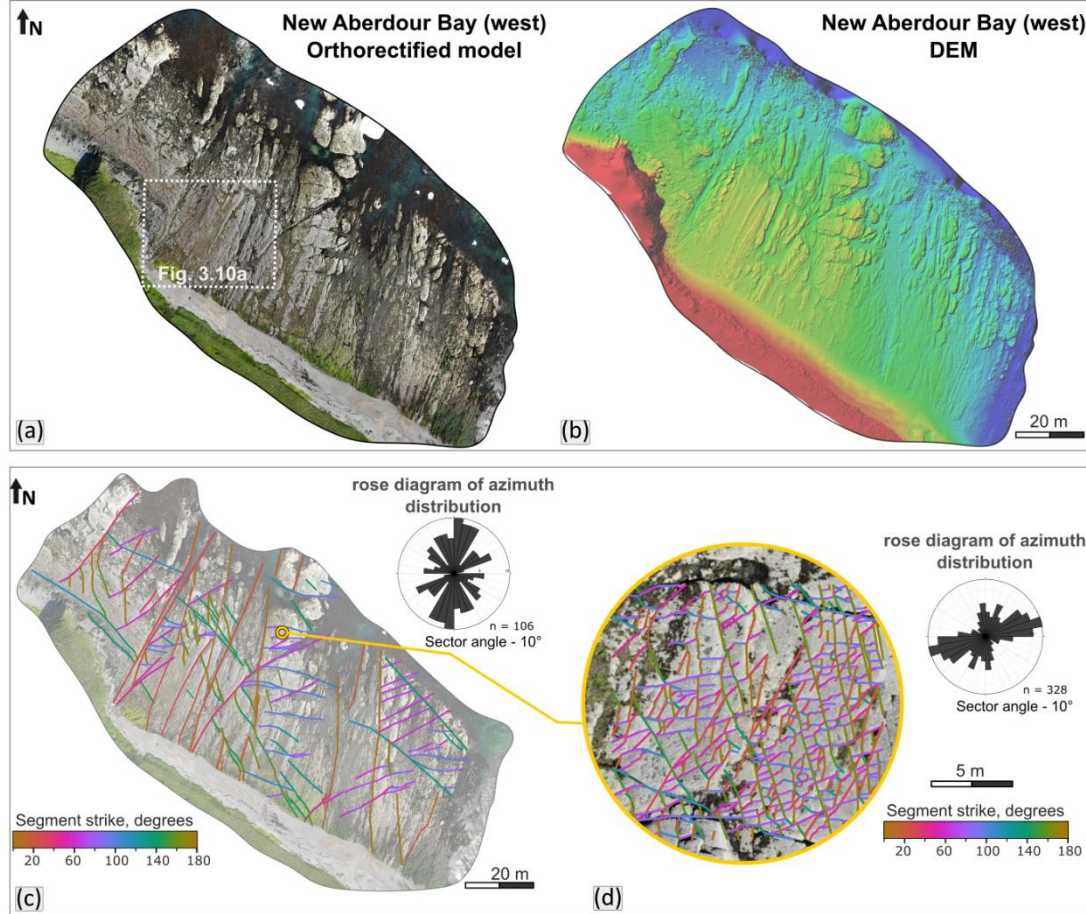 N
New Aberdour Bay (west)
Orthorectified model
New Aberdour Bay (west)
DEM
Fig. 3.10a
(a)
(b)
20 m
N
rose diagram of azimuth
distribution
n = 106
Sector angle - 10°
rose diagram of azimuth
distribution
n = 328
Sector angle - 10°
5 m
Segment strike, degrees
20 60 100 140 180
20 m
(c)
Segment strike, degrees
20 60 100 140 180
(d)